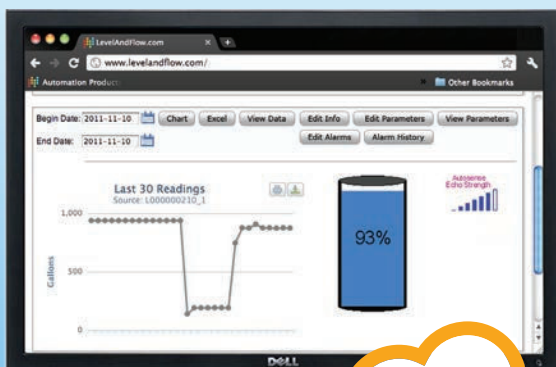 LevelAndFlow.com
www.levelandflow.com/
Automation Produc
Other Bookmarks
Begin Date: 2011-11-10 Chart Excel View Data Edit Info Edit Parameters View Parameters
End Date: 2011-11-10 Edit Alarms Alarm History
Last 30 Readings
Source: L000000210_1
Autosense
Echo Strength
1,000
93%
Gallons
500
0
DELL